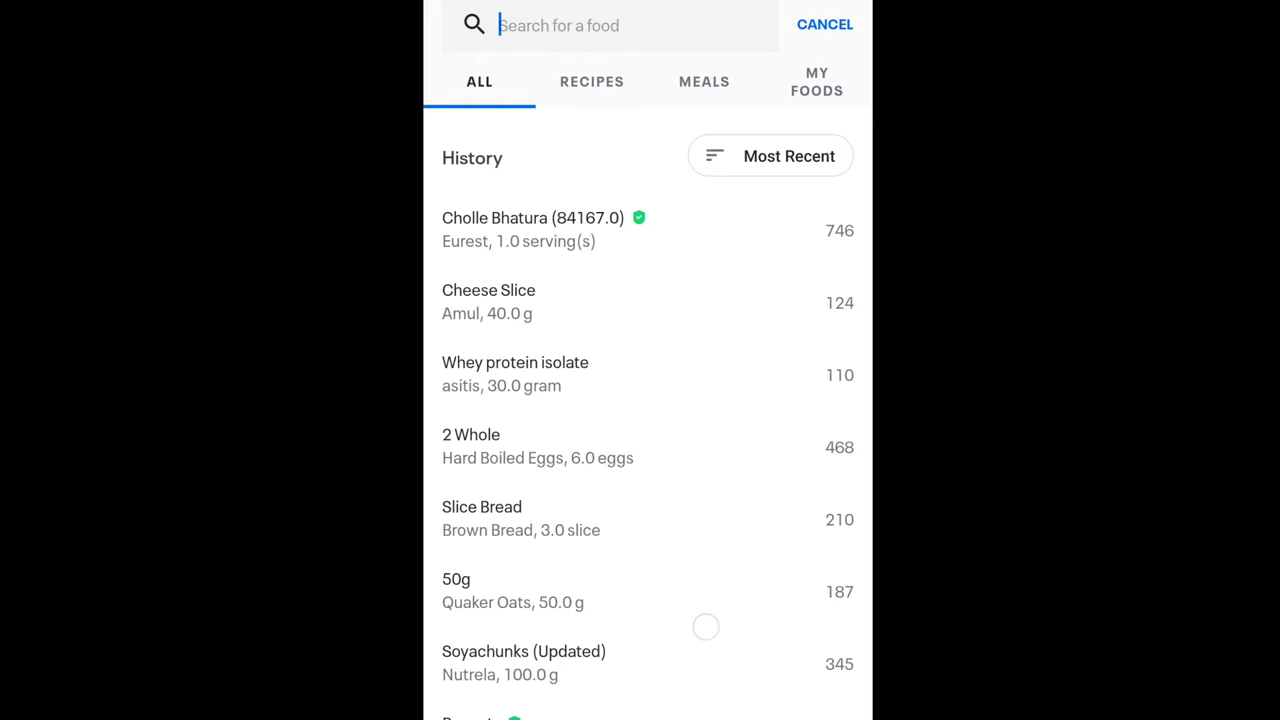 Search for a food
CANCEL
ALL
RECIPES
MEALS
MY
FOODS
History
Most Recent
Cholle Bhatura (84167.0)
Eurest, 1.0 serving(s)
746
Cheese Slice
Amul, 40.0 g
124
Whey protein isolate
asitis, 30.0 gram
110
2 Whole
Hard Boiled Eggs, 6.0 eggs
468
Slice Bread
Brown Bread, 3.0 slice
210
50g
Quaker Oats, 50.0 g
187
Soyachunks (Updated)
Nutrela, 100.0 g
345